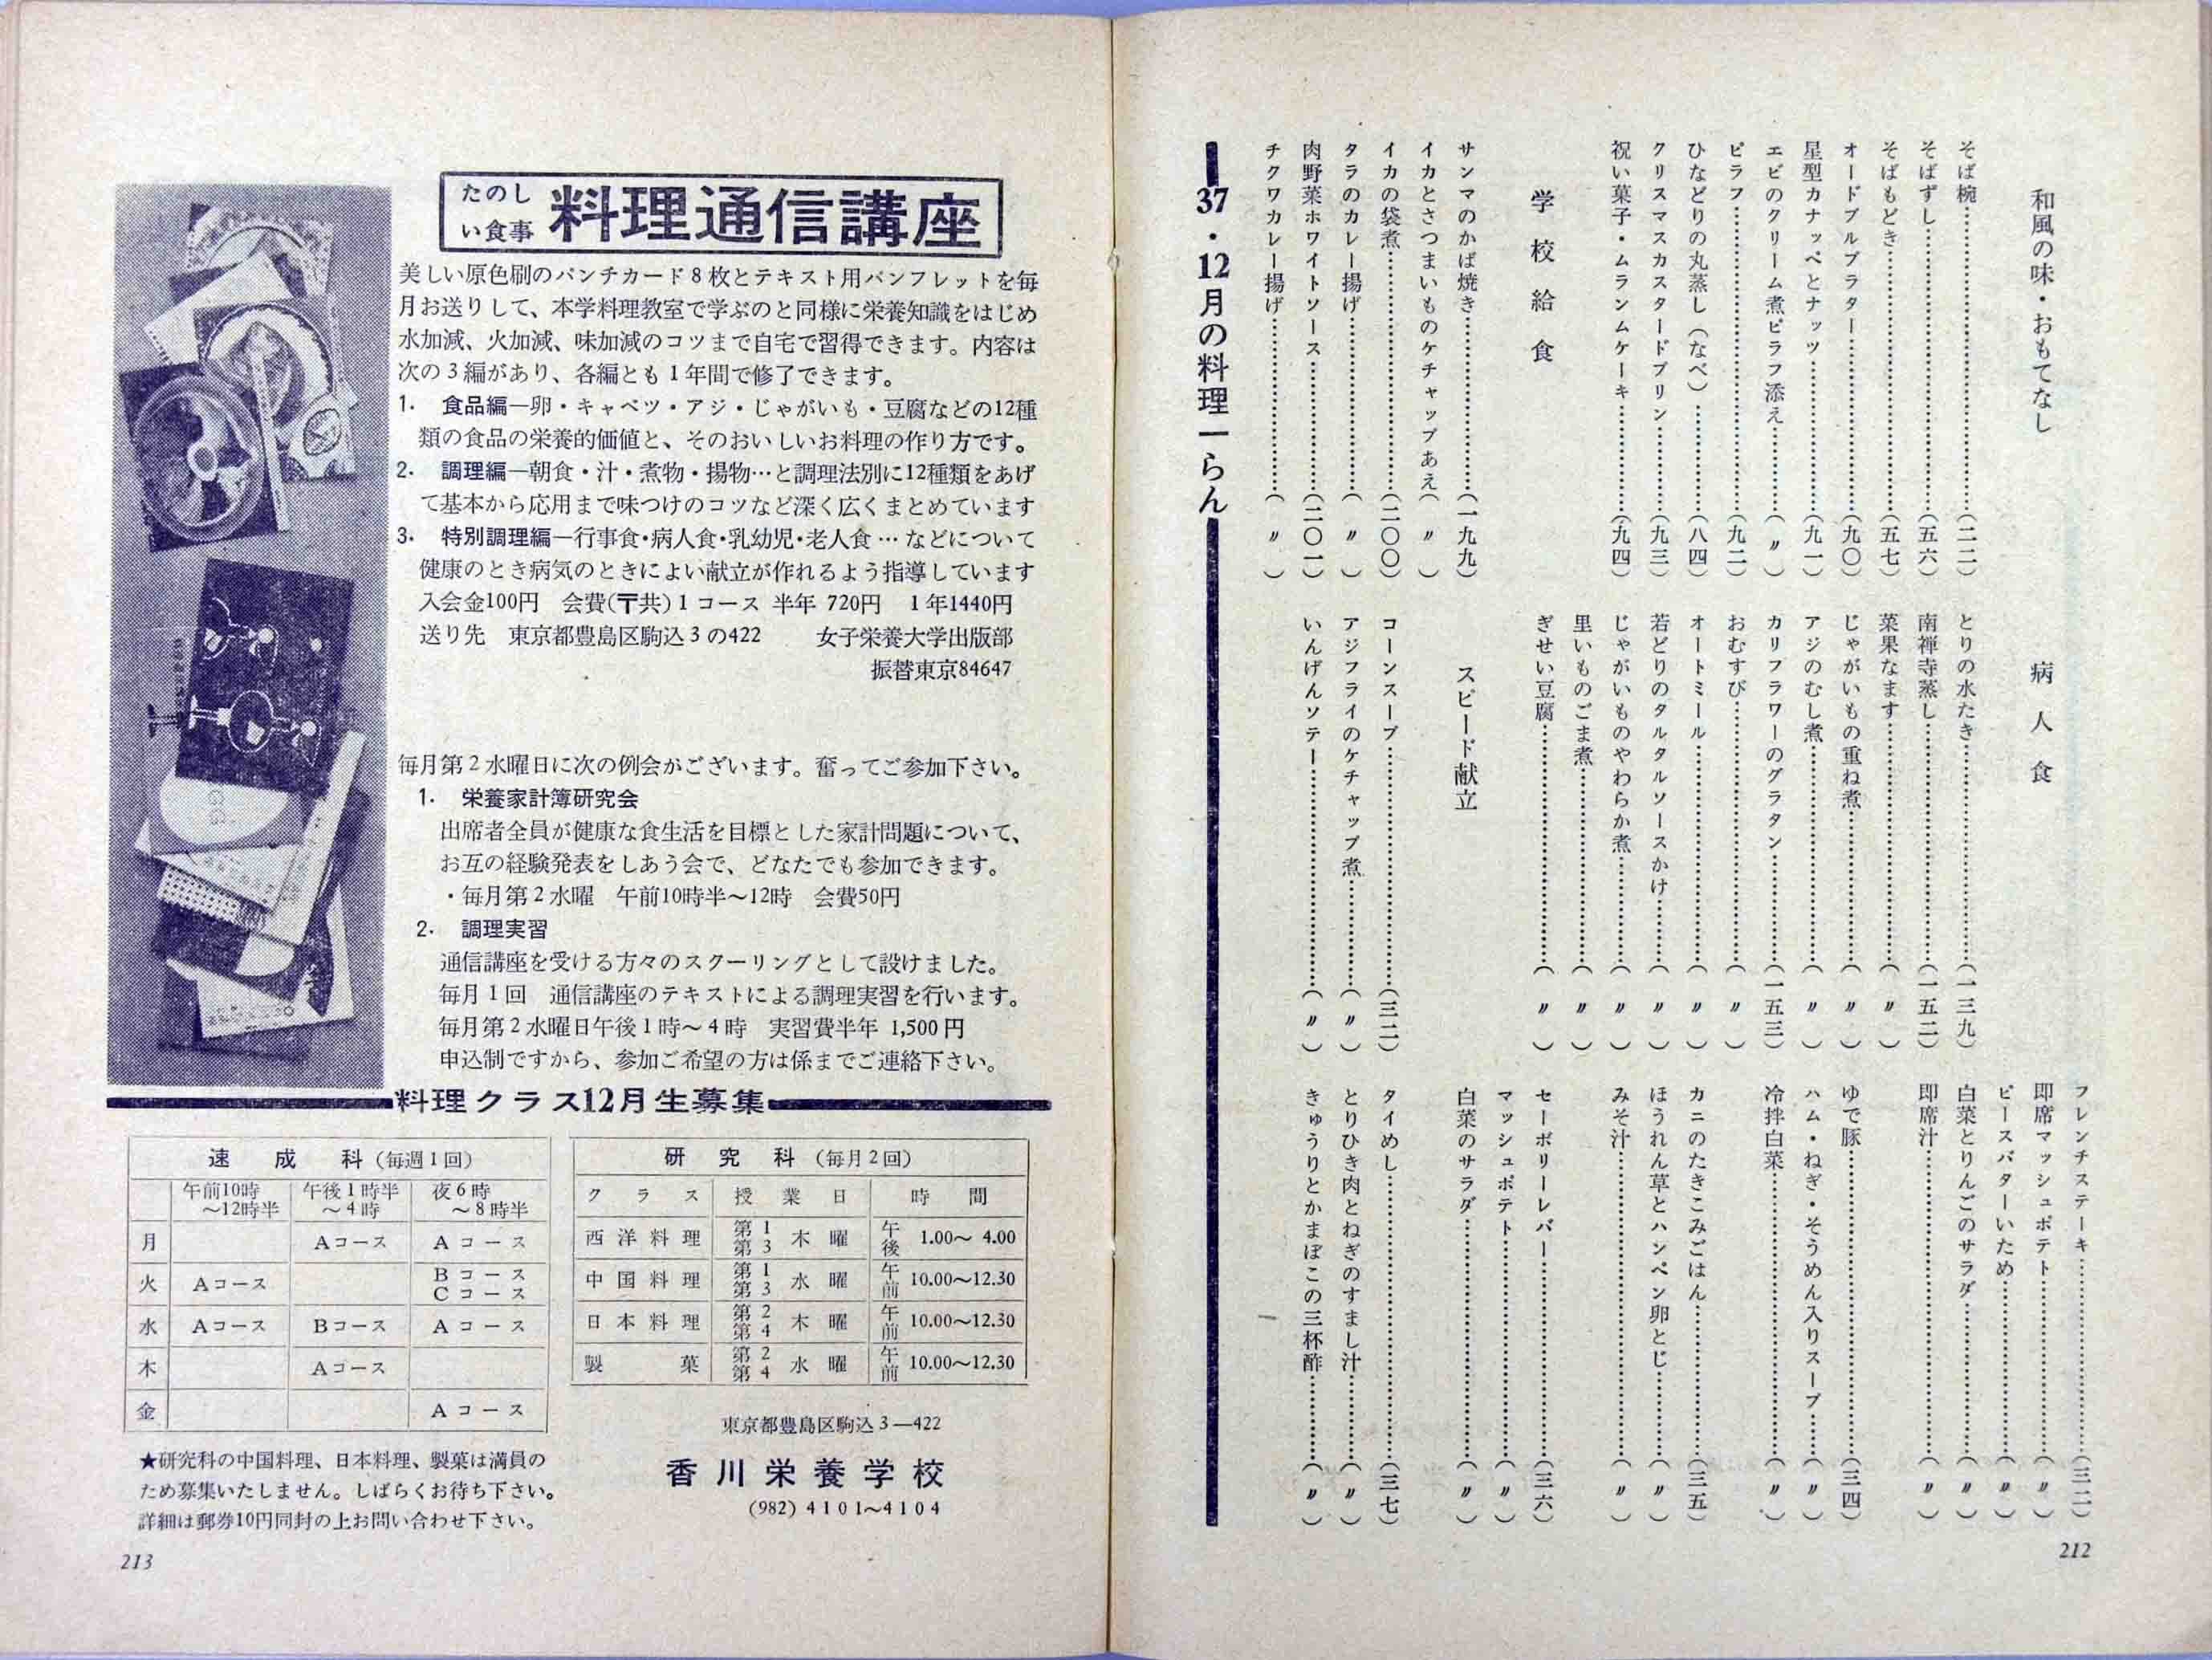 和風の味・おもてなし
そば椀……………（二二）
そばずし……………（五六）
そばもどき……………（五七）
オードブルプラター……………（九〇）
星型カナッペとナッツ……………（九一）
エビのクリーム煮ピラフ添え……………（〃）
ピラフ……………（九二）
ひなどりの丸蒸し（なべ）……………（八四）
クリスマスカスタードプリン……………（九三）
祝い菓子・ムランムケーキ……………（九四）
学校給食
サンマのかば焼き……………（一九九）
イカとさつまいものケチャップあえ（〃）
イカの袋煮……………（二〇〇）
タラのカレー揚げ……………（〃）
肉野菜ホワイトソース……………（二〇一）
チクワカレー揚げ……………（〃）
病人食
とりの水たき……………（一三九）
南禅寺蒸し……………（一五二）
菜果なます……………（〃）
じゃがいもの重ね煮……………（〃）
アジのむし煮……………（〃）
カリフラワーのグラタン……………（一五三）
おむすび……………（〃）
オートミール……………（〃）
若どりのタルタルソースかけ……………（〃）
じゃがいものやわらか煮……………（〃）
里いものごま煮……………（〃）
ぎせい豆腐……………（〃）
スピード献立
コーンスープ……………（三二）
アジフライのケチャップ煮……………（〃）
いんげんソテー……………（〃）
フレンチステーキ……………（三三）
即席マッシュポテト……………（〃）
ピースバターいため……………（〃）
白菜とりんごのサラダ……………（〃）
即席汁……………（〃）
ゆで豚……………（三四）
ハム・ねぎ・そうめん入りスープ……（〃）
冷拌白菜……………（〃）
カニのたきこみごはん……………（三五）
ほうれん草とハンペン卵とじ……………（〃）
みそ汁……………（〃）
セーボリーレバー……………（三六）
マッシュポテト……………（〃）
白菜のサラダ……………（〃）
タイめし……………（三七）
とりひき肉とねぎのすまし汁……………（〃）
きゅうりとかまぼこの三杯酢……………（〃）
37・12月の料理一らん
212
たのし
い食事
料理通信講座
美しい原色刷のパンチカード8枚とテキスト用パンフレットを毎
月お送りして、本学料理教室で学ぶのと同様に栄養知識をはじめ
水加減、火加減、味加減のコツまで自宅で習得できます。内容は
次の3編があり、各編とも1年間で修了できます。
1. 食品編—卵・キャベツ・アジ・じゃがいも・豆腐などの12種
類の食品の栄養的価値と、そのおいしいお料理の作り方です。
2. 調理編—朝食・汁・煮物・揚物…と調理法別に12種類をあげ
て基本から応用まで味つけのコツなど深く広くまとめています
3. 特別調理編—行事食・病人食・乳幼児・老人食…などについて
健康のとき病気のときによい献立が作れるよう指導しています
入会金100円 会費(〒共)1コース 半年 720円 1年1440円
送り先 東京都豊島区駒込3の422 女子栄養大学出版部
振替東京84647
毎月第2水曜日に次の例会がございます。奮ってご参加下さい。
1. 栄養家計簿研究会
出席者全員が健康な食生活を目標とした家計問題について、
お互の経験発表をしあう会で、どなたでも参加できます。
・毎月第2水曜 午前10時半〜12時 会費50円
2. 調理実習
通信講座を受ける方々のスクーリングとして設けました。
毎月1回 通信講座のテキストによる調理実習を行います。
毎月第2水曜日午後1時〜4時 実習費半年 1,500円
申込制ですから、参加ご希望の方は係までご連絡下さい。
料理クラス12月生募集
速成科（毎週1回）
午前10時〜12時半 午後1時半〜4時 夜6時〜8時半
月 Aコース Aコース
火 Aコース Bコース Cコース
水 Aコース Bコース Aコース
木 Aコース
金 Aコース
★研究科の中国料理、日本料理、製菓は満員の
ため募集いたしません。しばらくお待ち下さい。
詳細は郵券10円同封の上お問い合わせ下さい。
研究科（毎月2回）
クラス 授業日 時間
西洋料理 第1第3木曜 午後 1.00〜4.00
中国料理 第1第3水曜 午前 10.00〜12.30
日本料理 第2第4木曜 午前 10.00〜12.30
製菓 第2第4水曜 午前 10.00〜12.30
東京都豊島区駒込3—422
香川栄養学校
(982) 4101〜4104
213